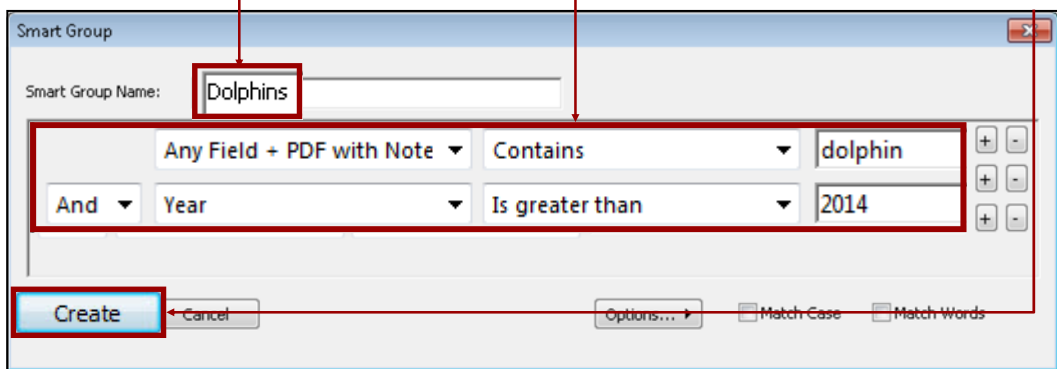 Smart Group
Smart Group Name: Dolphins
Any Field + PDF with Note Contains dolphin + -
+ -
And Year Is greater than 2014
+ -
Create Cancel Options... Match Case Match Words